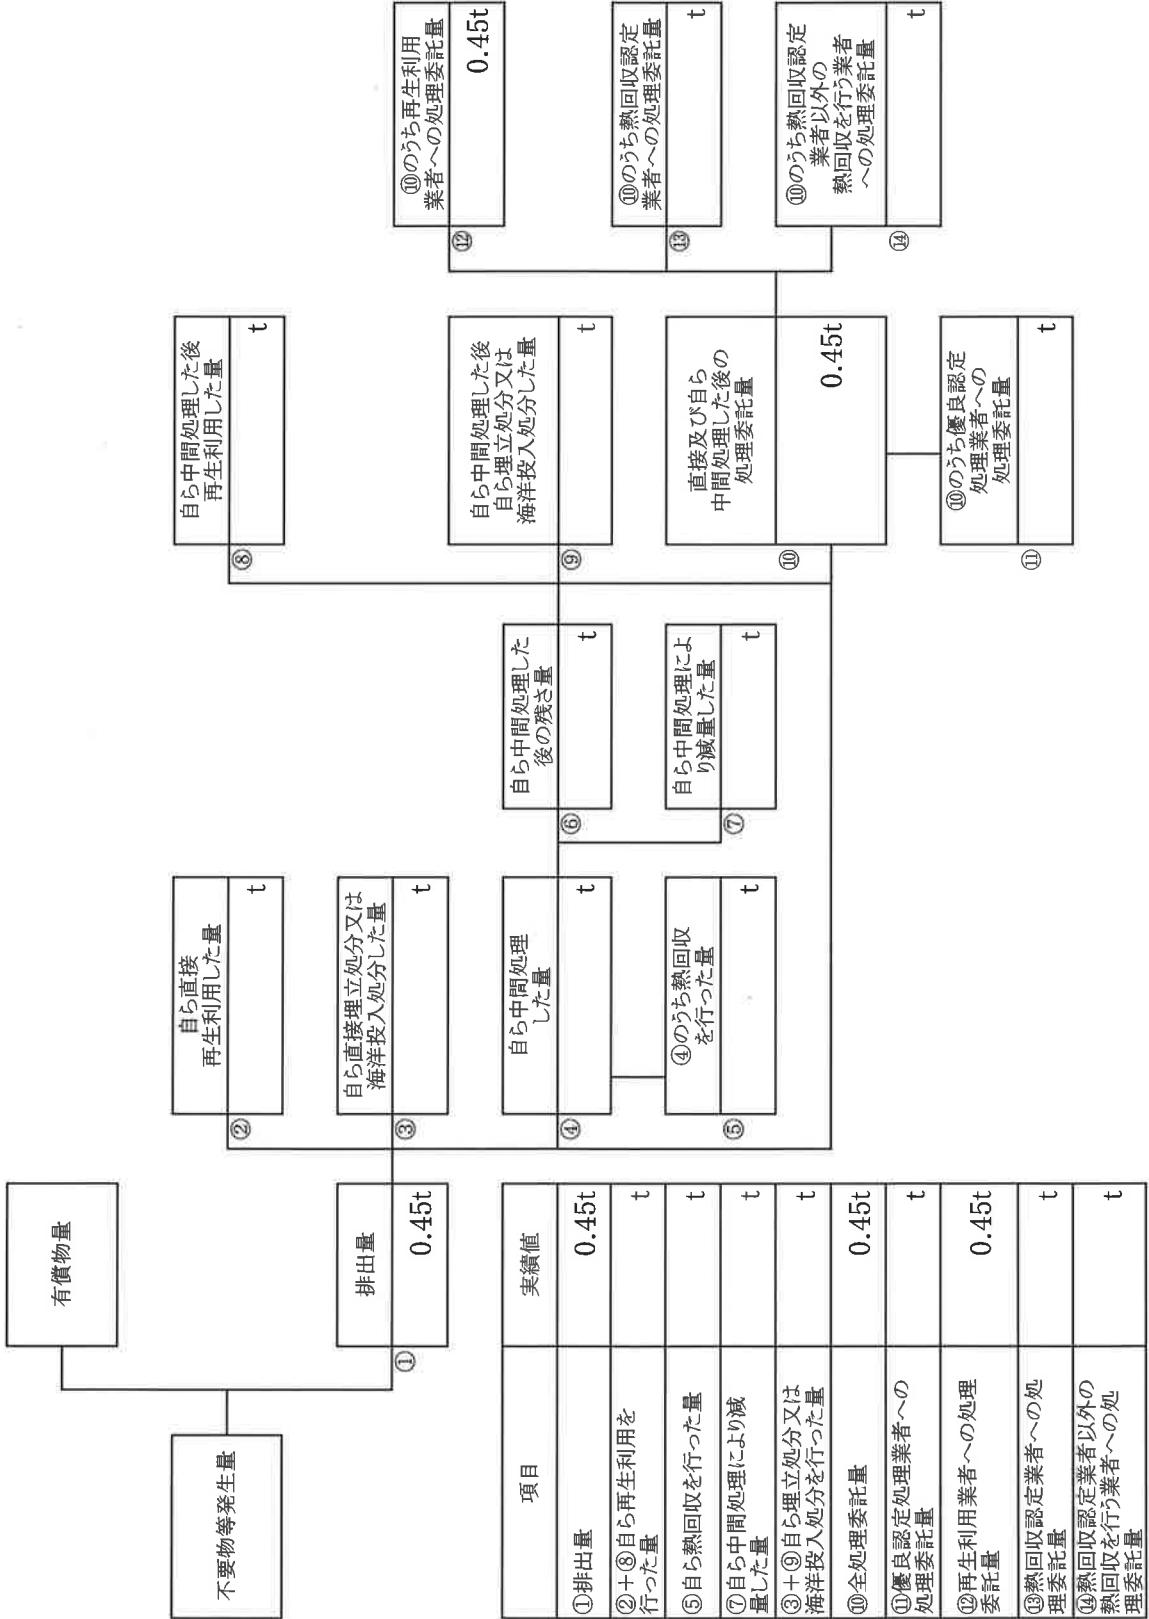 不要物等発生量
有償物量
排出量
①
0.45t
自ら直接
再生利用した量
②
t
自ら直接埋立処分又は
海洋投入処分した量
③
t
自ら中間処理
した量
④
t
④のうち熱回収
を行った量
⑤
t
自ら中間処理した
後の残さ量
⑥
t
自ら中間処理によ
り減量した量
⑦
t
自ら中間処理した後
再生利用した量
⑧
t
自ら中間処理した後
自ら埋立処分又は
海洋投入処分した量
⑨
t
直接及び自ら
中間処理した後の
処理委託量
⑩
0.45t
⑩のうち優良認定
処理業者への
処理委託量
⑪
t
⑩のうち再生利用
業者への処理委託量
⑫
0.45t
⑩のうち熱回収認定
業者への処理委託量
⑬
t
⑩のうち熱回収認定
業者以外の
熱回収を行う業者
への処理委託量
⑭
t
項目 実績値
①排出量 0.45t
②+⑧自ら再生利用を
行った量 t
⑤自ら熱回収を行った量 t
⑦自ら中間処理により減
量した量 t
③+⑨自ら埋立処分又は
海洋投入処分を行った量 t
⑩全処理委託量 0.45t
⑪優良認定処理業者への
処理委託量 t
⑫再生利用業者への処理
委託量 0.45t
⑬熱回収認定業者への処
理委託量 t
⑭熱回収認定業者以外の
熱回収を行う業者への処
理委託量 t